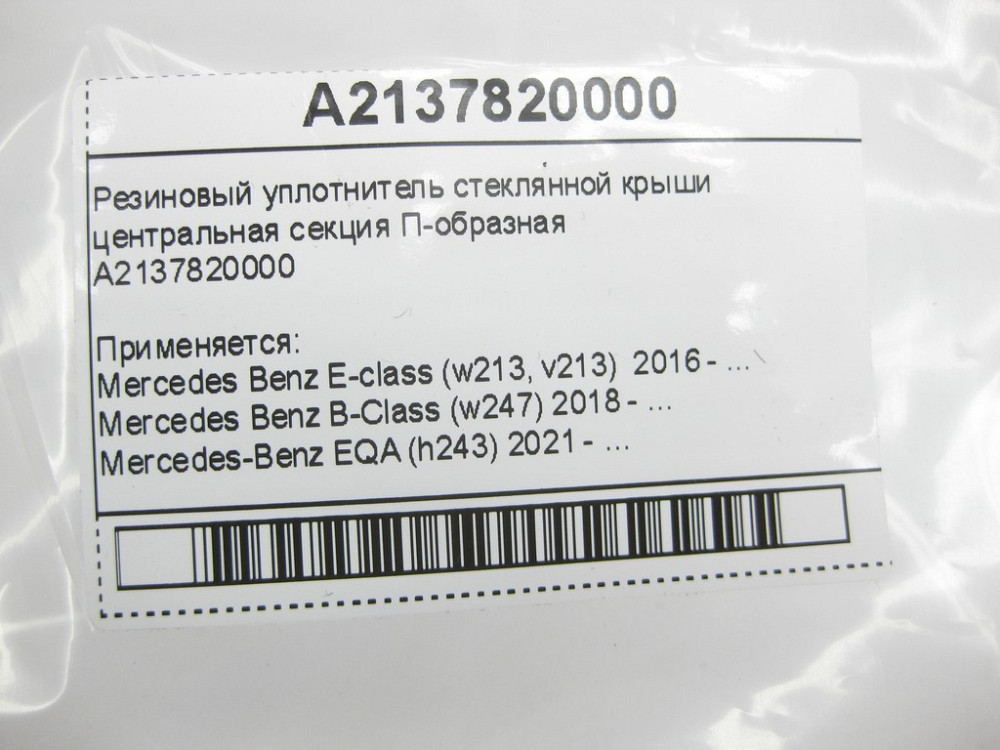 A2137820000
Резиновый уплотнитель стеклянной крыши
центральная секция П-образная
A2137820000
Применяется:
Mercedes Benz E-class (w213, v213) 2016- ...
Mercedes Benz B-Class (w247) 2018- ...
Mercedes-Benz EQA (h243) 2021- ...